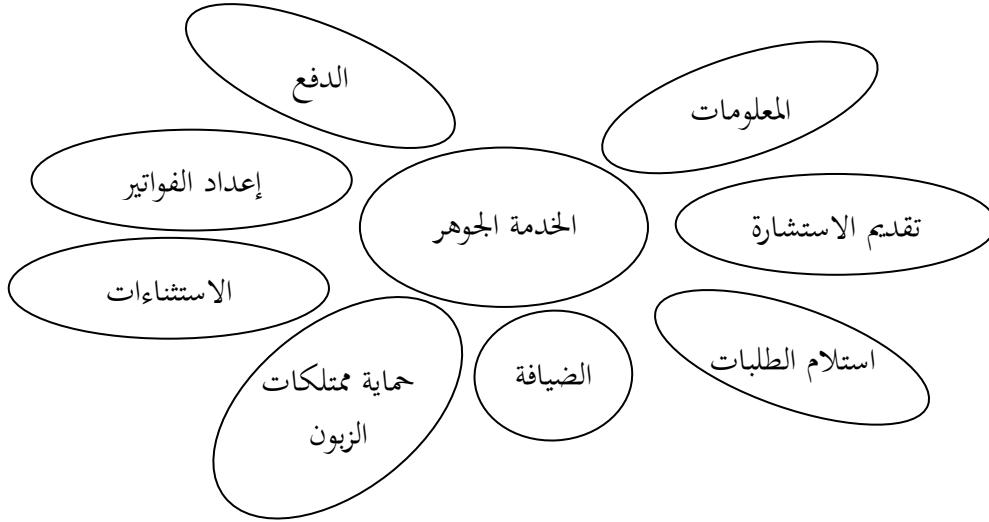 الدفع
المعلومات
إعداد الفواتير
الخدمة الجوهر
تقديم الاستشارة
الاستثناءات
استلام الطلبات
الضيافة
حماية ممتلكات
الزبون